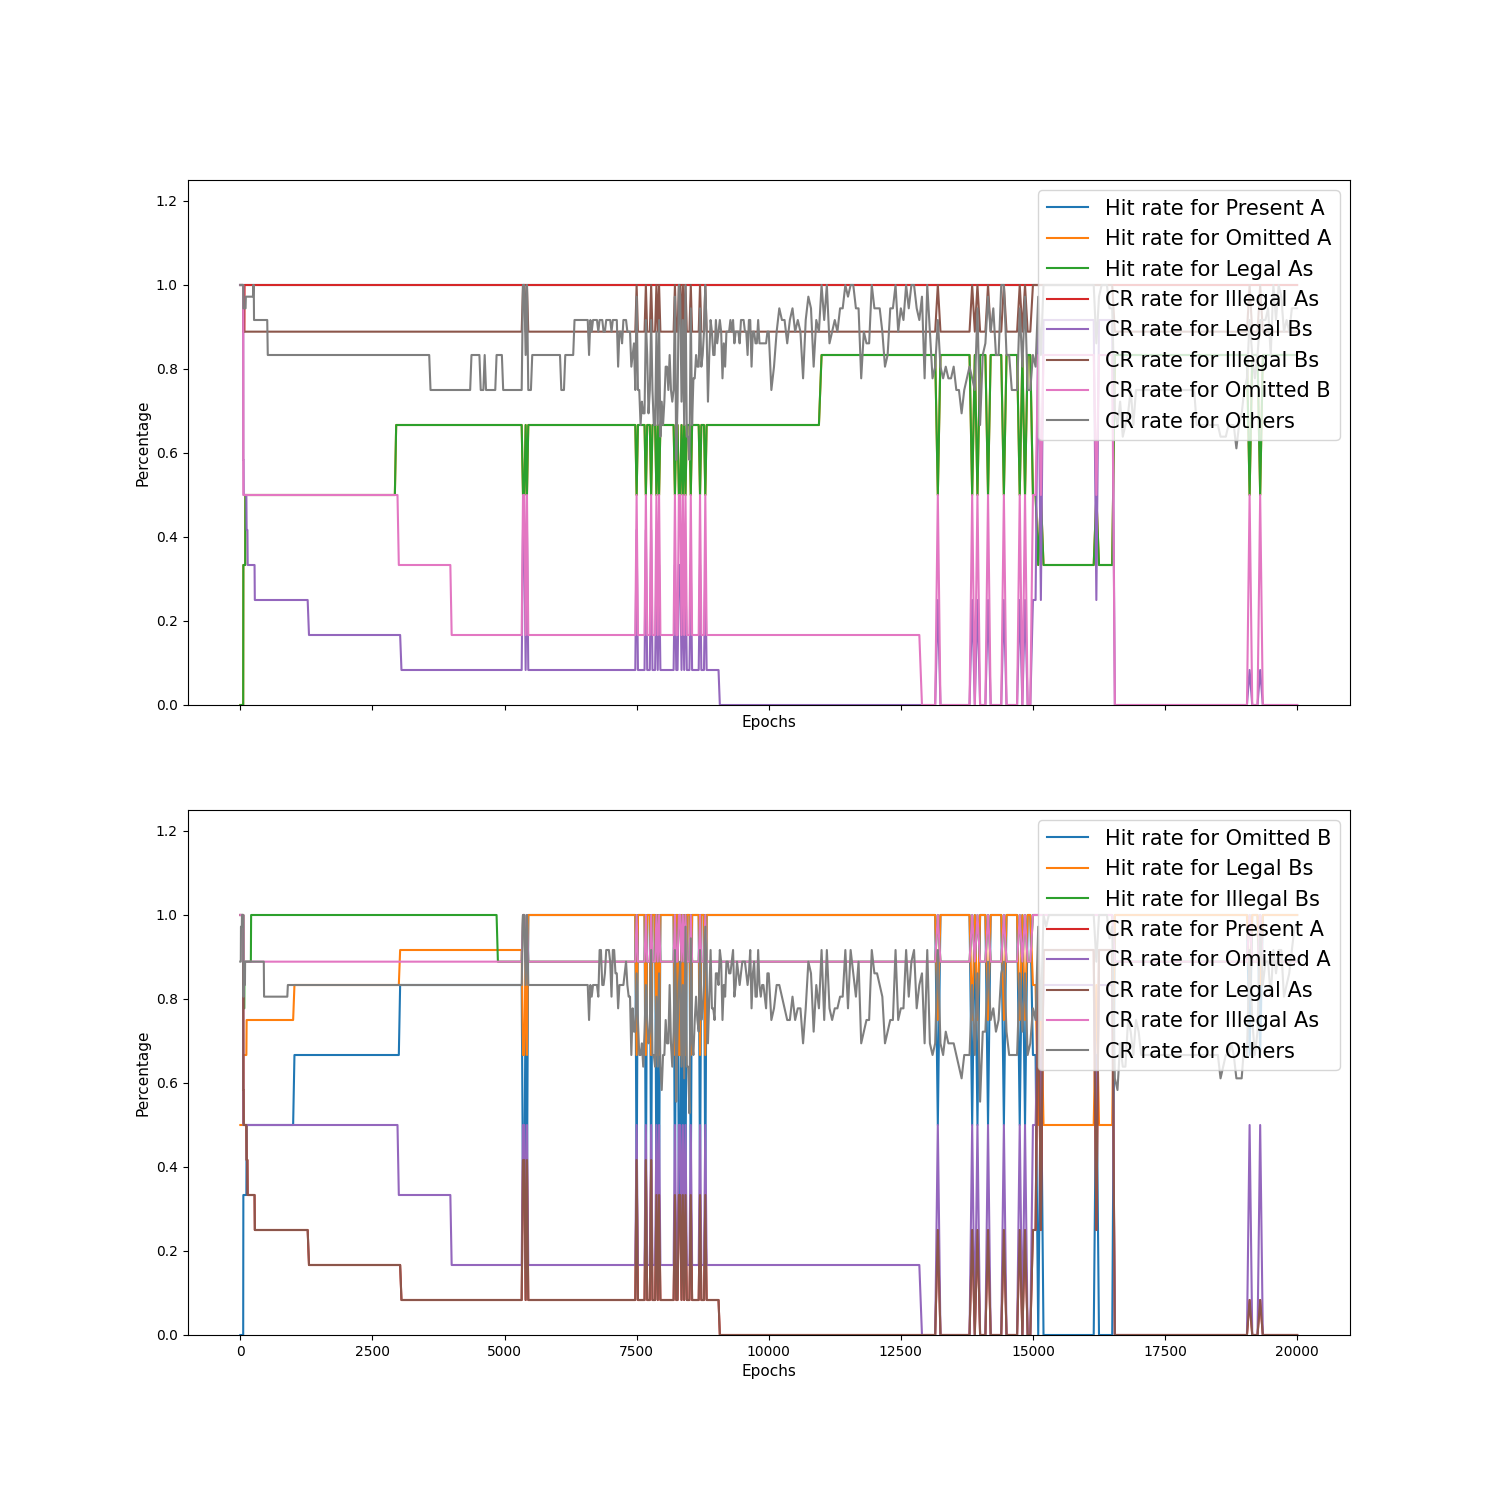 1.2
1.0
0.8
0.6
0.4
0.2
0.0
Percentage
Epochs
Hit rate for Present A
Hit rate for Omitted A
Hit rate for Legal As
CR rate for Illegal As
CR rate for Legal Bs
CR rate for Illegal Bs
CR rate for Omitted B
CR rate for Others
1.2
1.0
0.8
0.6
0.4
0.2
0.0
Percentage
0 2500 5000 7500 10000 12500 15000 17500 20000
Epochs
Hit rate for Omitted B
Hit rate for Legal Bs
Hit rate for Illegal Bs
CR rate for Present A
CR rate for Omitted A
CR rate for Legal As
CR rate for Illegal As
CR rate for Others